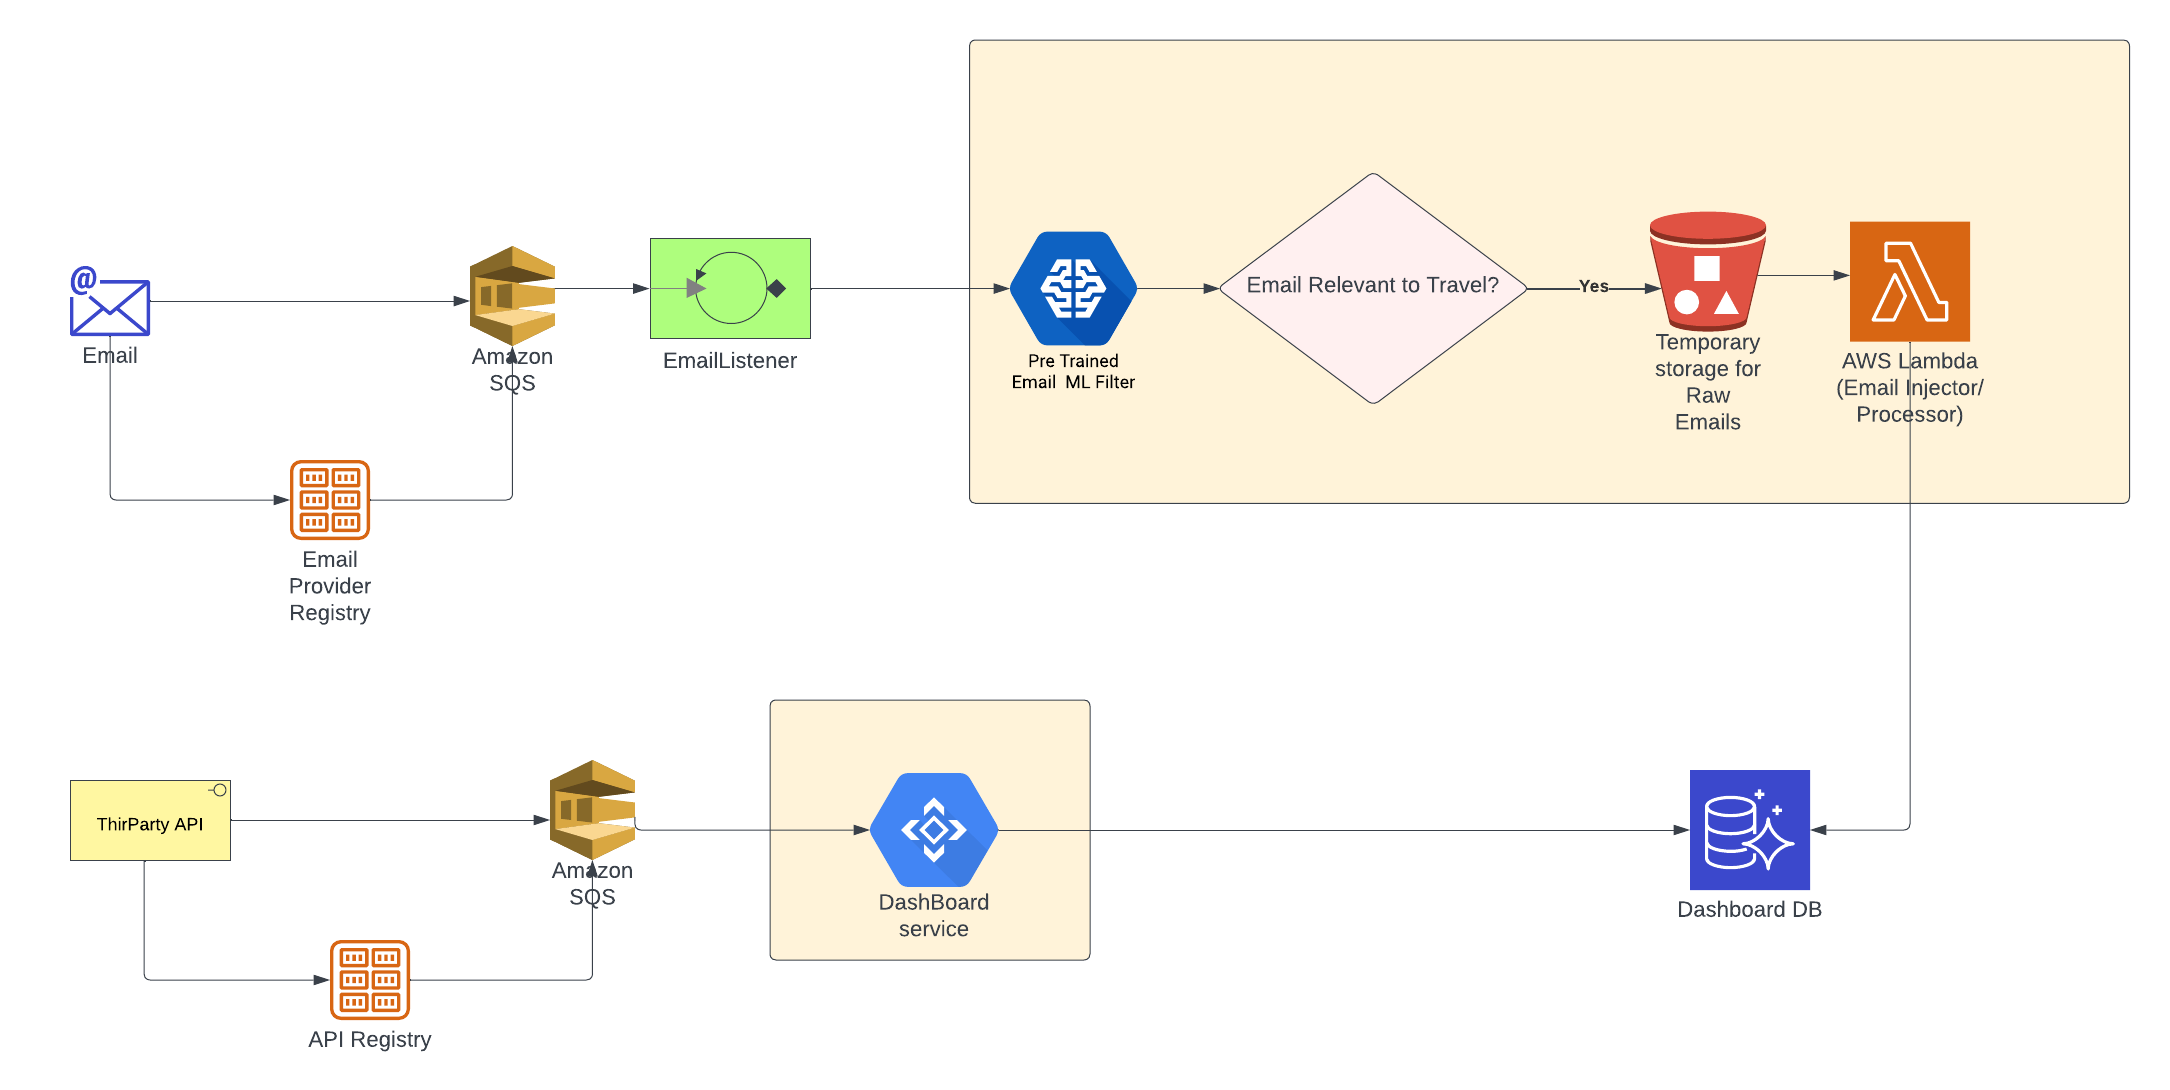 @
Email
Amazon
SQS
EmailListener
Pre Trained
Email  ML Filter
Email Relevant to Travel?
Yes
Temporary
storage for
Raw
Emails
AWS Lambda
(Email Injector/
Processor)
Email
Provider
Registry
ThirParty API
Amazon
SQS
DashBoard
service
Dashboard DB
API Registry